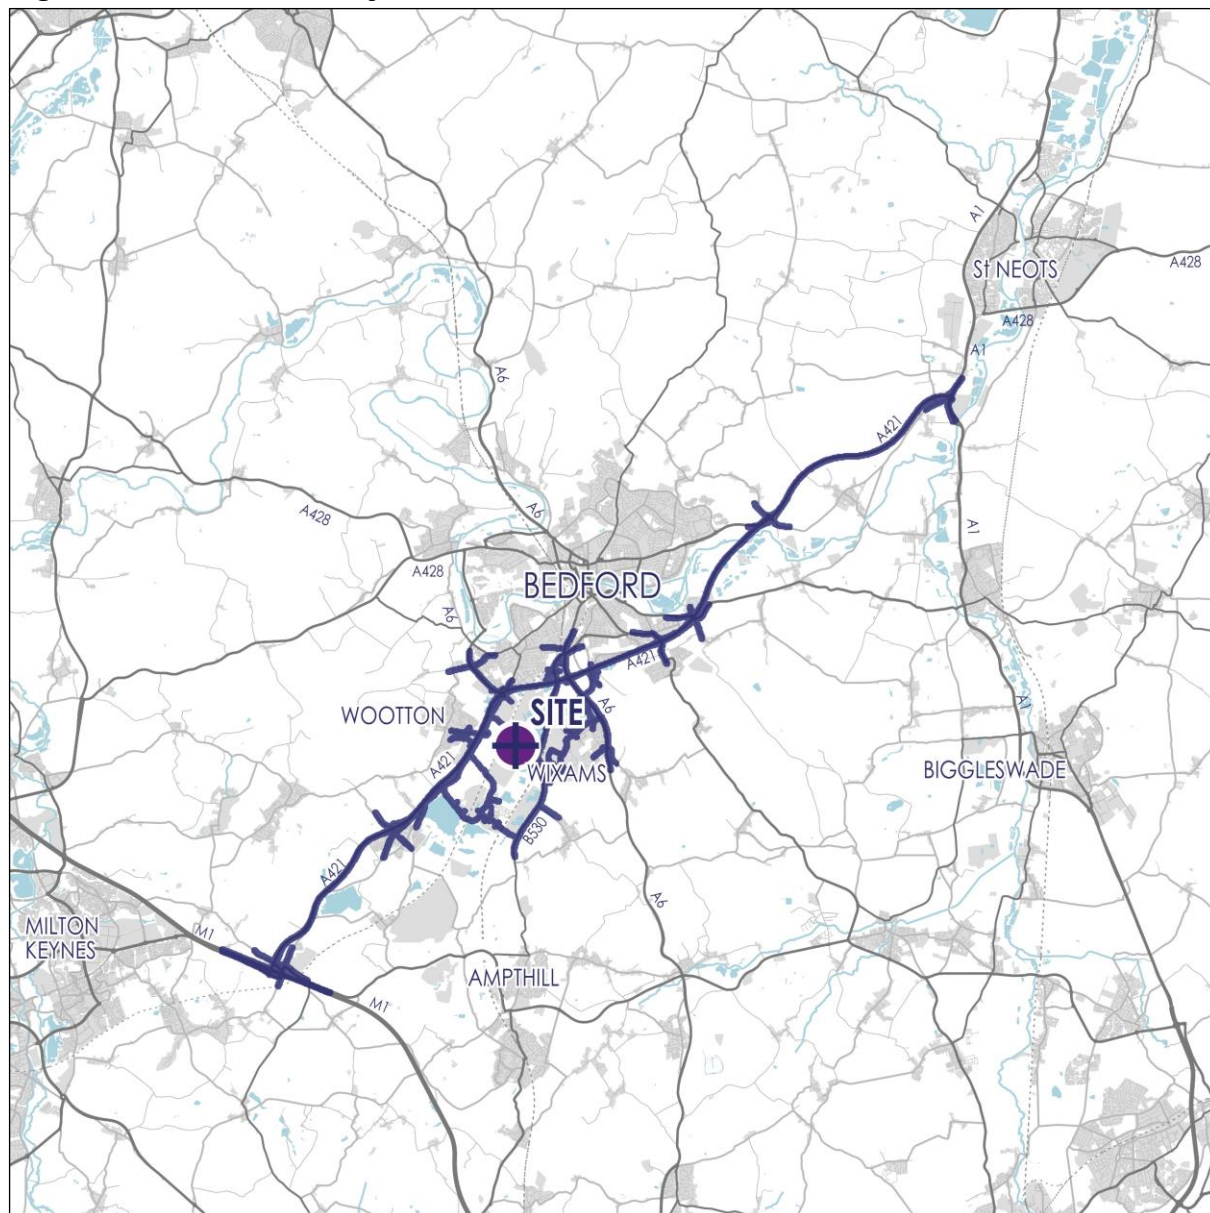 A1
St NEOTS
A428
A428
A1
A6
A421
A428
A6
A1
A428
BEDFORD
A6
A421
A6
SITE
WOOTTON
A1
A421
WIXAMS
BIGGLESWADE
B530
A421
A6
MILTON
KEYNES
M1
AMPTHILL
M1